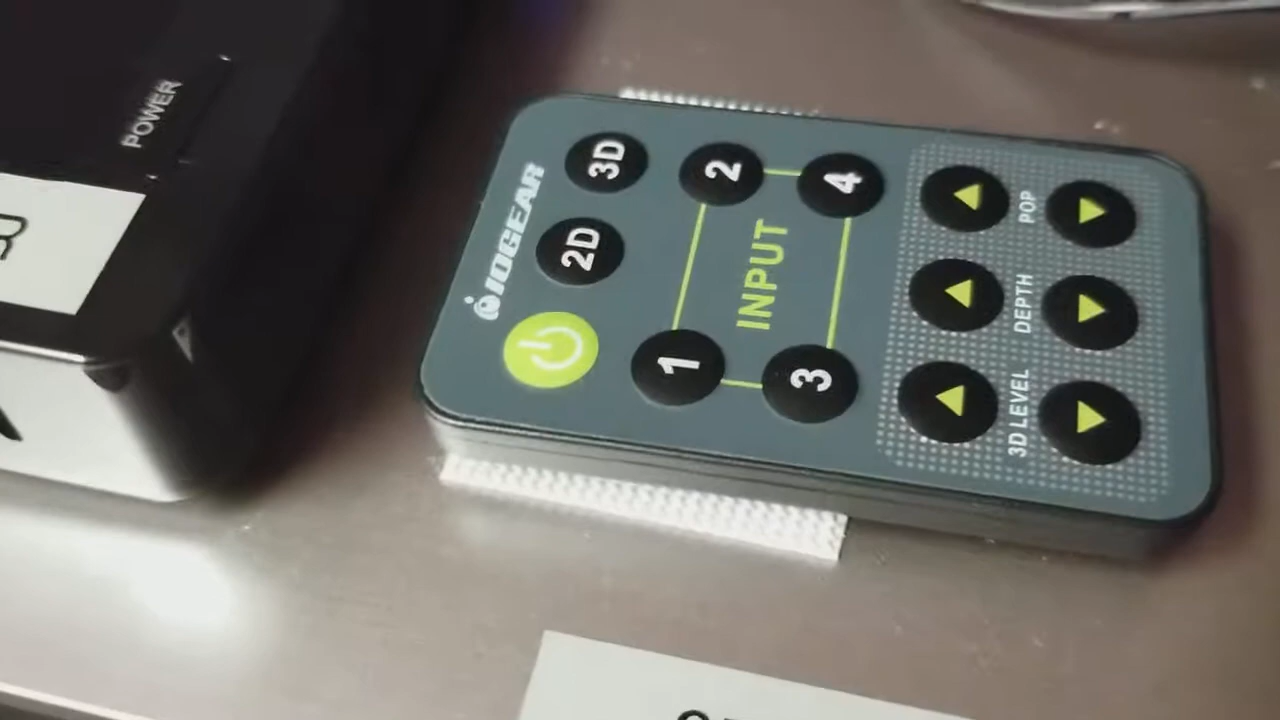 POWER
IOGEAR
2D 3D
1 2
INPUT
3 4
3D LEVEL DEPTH POP